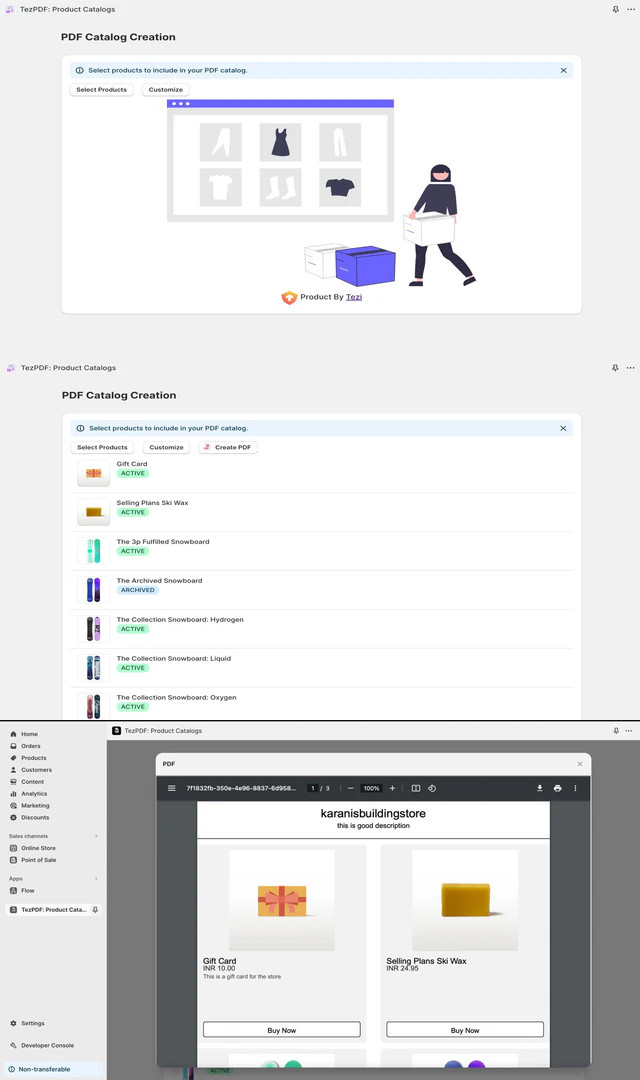 TezPDF: Product Catalogs
PDF Catalog Creation
Select products to include in your PDF catalog.
Select Products
Customize
Product By Tezi
TezPDF: Product Catalogs
PDF Catalog Creation
Select products to include in your PDF catalog.
Select Products
Customize
Create PDF
Gift Card
ACTIVE
Selling Plans Ski Wax
ACTIVE
The 3p Fulfilled Snowboard
ACTIVE
The Archived Snowboard
ARCHIVED
The Collection Snowboard: Hydrogen
ACTIVE
The Collection Snowboard: Liquid
ACTIVE
The Collection Snowboard: Oxygen
ACTIVE
Home
Orders
Products
Customers
Content
Analytics
Marketing
Discounts
Sales channels
Online Store
Point of Sale
Apps
Flow
TezPDF: Product Cata...
Settings
Developer Console
Non-transferable
TezPDF: Product Catalogs
PDF
7f1832fb-350e-4e96-8837-6d958...
1 / 3
100%
karanisbuildingstore
this is good description
Gift Card
INR 10.00
This is a gift card for the store
Buy Now
Selling Plans Ski Wax
INR 24.95
Buy Now
ACTIVE